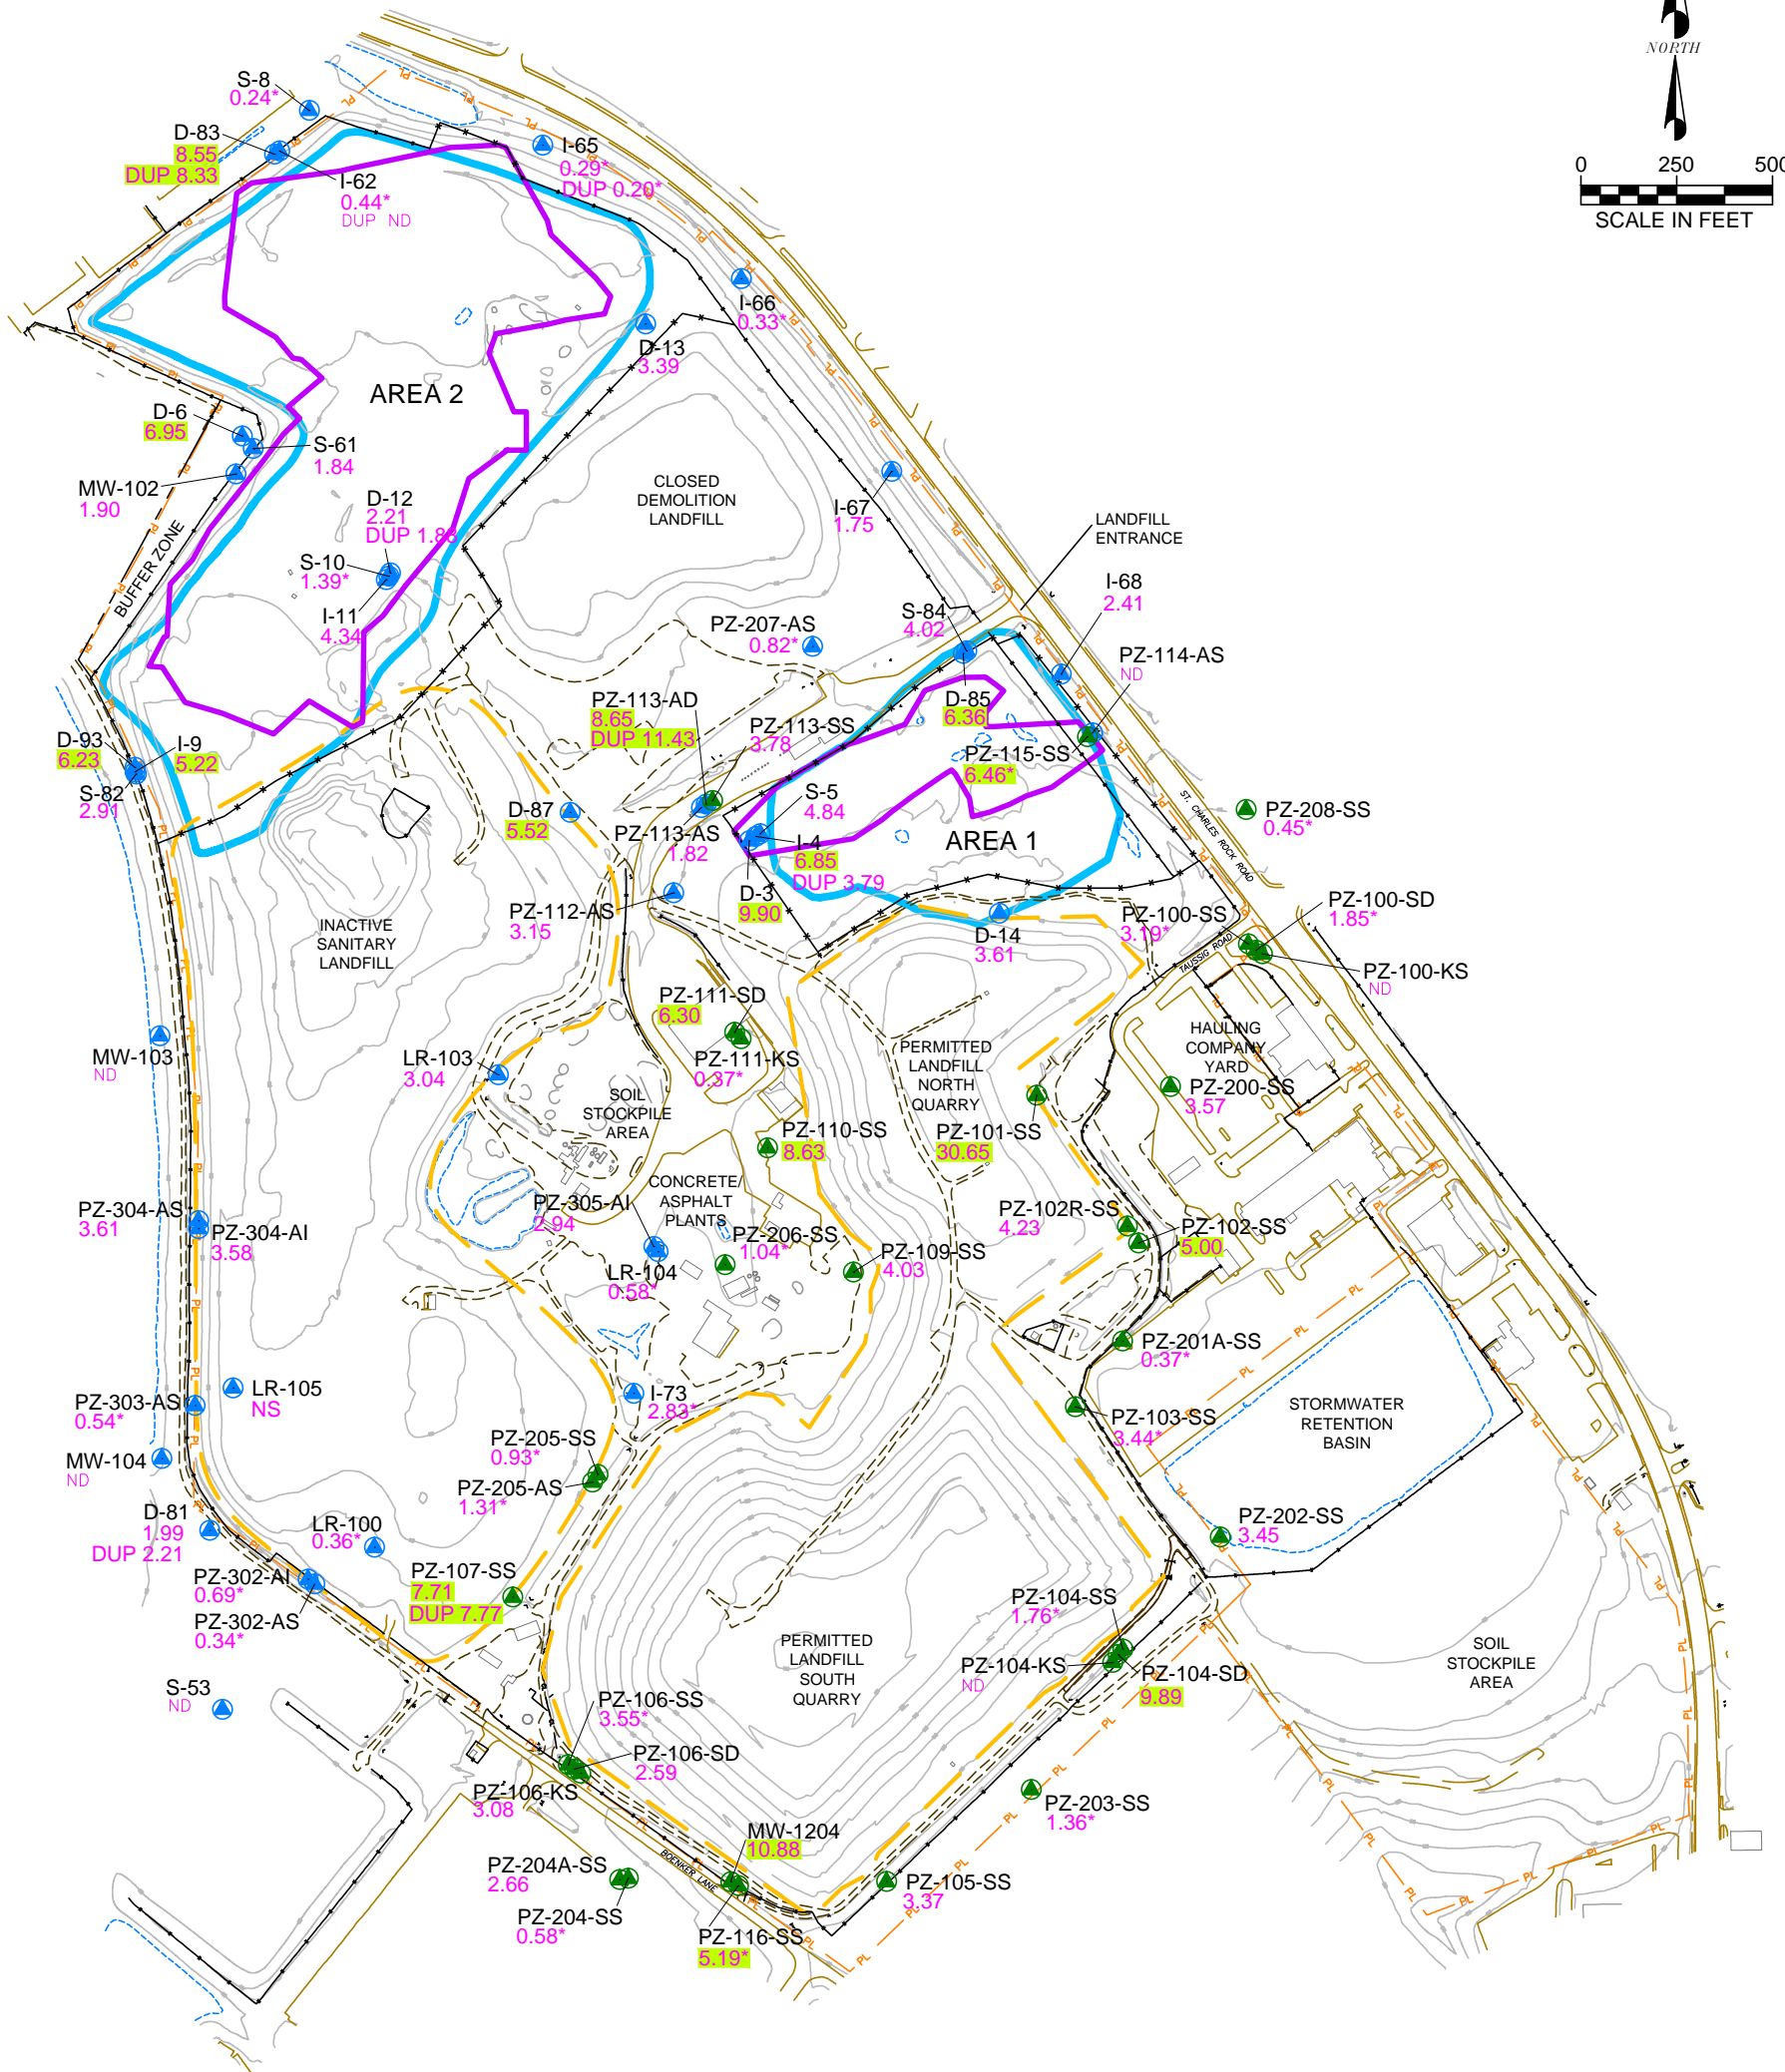 NORTH
0 250 500
SCALE IN FEET
S-8
0.24*
D-83
8.55
DUP 8.33
I-62
0.44*
DUP ND
I-65
0.29*
DUP 0.20*
I-66
0.33*
D-13
3.39
AREA 2
D-6
6.95
S-61
1.84
MW-102
1.90
BUFFER ZONE
D-12
2.21
DUP 1.83
S-10
1.39*
I-11
4.34
CLOSED
DEMOLITION
LANDFILL
I-67
1.75
LANDFILL
ENTRANCE
I-68
2.41
S-84
4.02
PZ-207-AS
0.82*
PZ-114-AS
ND
D-85
6.36
PZ-115-SS
6.46*
PZ-113-AD
8.65
DUP 11.43
PZ-113-SS
3.78
D-93
6.23
I-9
5.22
S-82
2.91
D-87
5.52
S-5
4.84
PZ-113-AS
1.82
I-4
6.85
DUP 3.79
AREA 1
D-3
9.90
ST. CHARLES ROCK ROAD
PZ-208-SS
0.45*
PZ-112-AS
3.15
D-14
3.61
PZ-100-SS
3.19*
PZ-100-SD
1.85*
PZ-100-KS
ND
TAUSSIG ROAD
INACTIVE
SANITARY
LANDFILL
PZ-111-SD
6.30
PZ-111-KS
0.37*
MW-103
ND
LR-103
3.04
SOIL
STOCKPILE
AREA
PERMITTED
LANDFILL
NORTH
QUARRY
HAULING
COMPANY
YARD
PZ-200-SS
3.57
PZ-101-SS
30.65
PZ-110-SS
8.63
CONCRETE/
ASPHALT
PLANTS
PZ-304-AS
3.61
PZ-304-AI
3.58
PZ-305-AI
2.94
PZ-206-SS
1.04*
LR-104
0.58*
PZ-109-SS
4.03
PZ-102R-SS
4.23
PZ-102-SS
5.00
PZ-201A-SS
0.37*
LR-105
NS
PZ-303-AS
0.54*
I-73
2.83*
PZ-103-SS
3.44*
STORMWATER
RETENTION
BASIN
MW-104
ND
PZ-205-SS
0.93*
PZ-205-AS
1.31*
D-81
1.99
DUP 2.21
LR-100
0.36*
PZ-202-SS
3.45
PZ-302-AI
0.69*
PZ-302-AS
0.34*
PZ-107-SS
7.71
DUP 7.77
PZ-104-SS
1.76*
PZ-104-KS
ND
PZ-104-SD
9.89
PERMITTED
LANDFILL
SOUTH
QUARRY
SOIL
STOCKPILE
AREA
S-53
ND
PZ-106-SS
3.55*
PZ-106-SD
2.59
PZ-106-KS
3.08
PZ-203-SS
1.36*
MW-1204
10.88
BOENKER LANE
PZ-204A-SS
2.66
PZ-204-SS
0.58*
PZ-105-SS
3.37
PZ-116-SS
5.19*